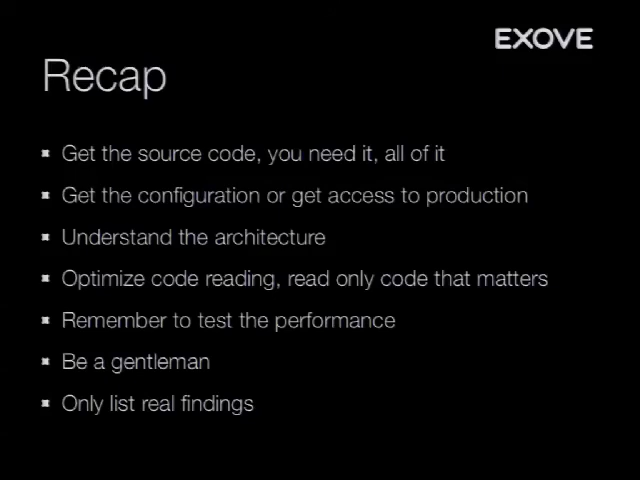 EXOVE
Recap
Get the source code, you need it, all of it
Get the configuration or get access to production
Understand the architecture
Optimize code reading, read only code that matters
Remember to test the performance
Be a gentleman
Only list real findings